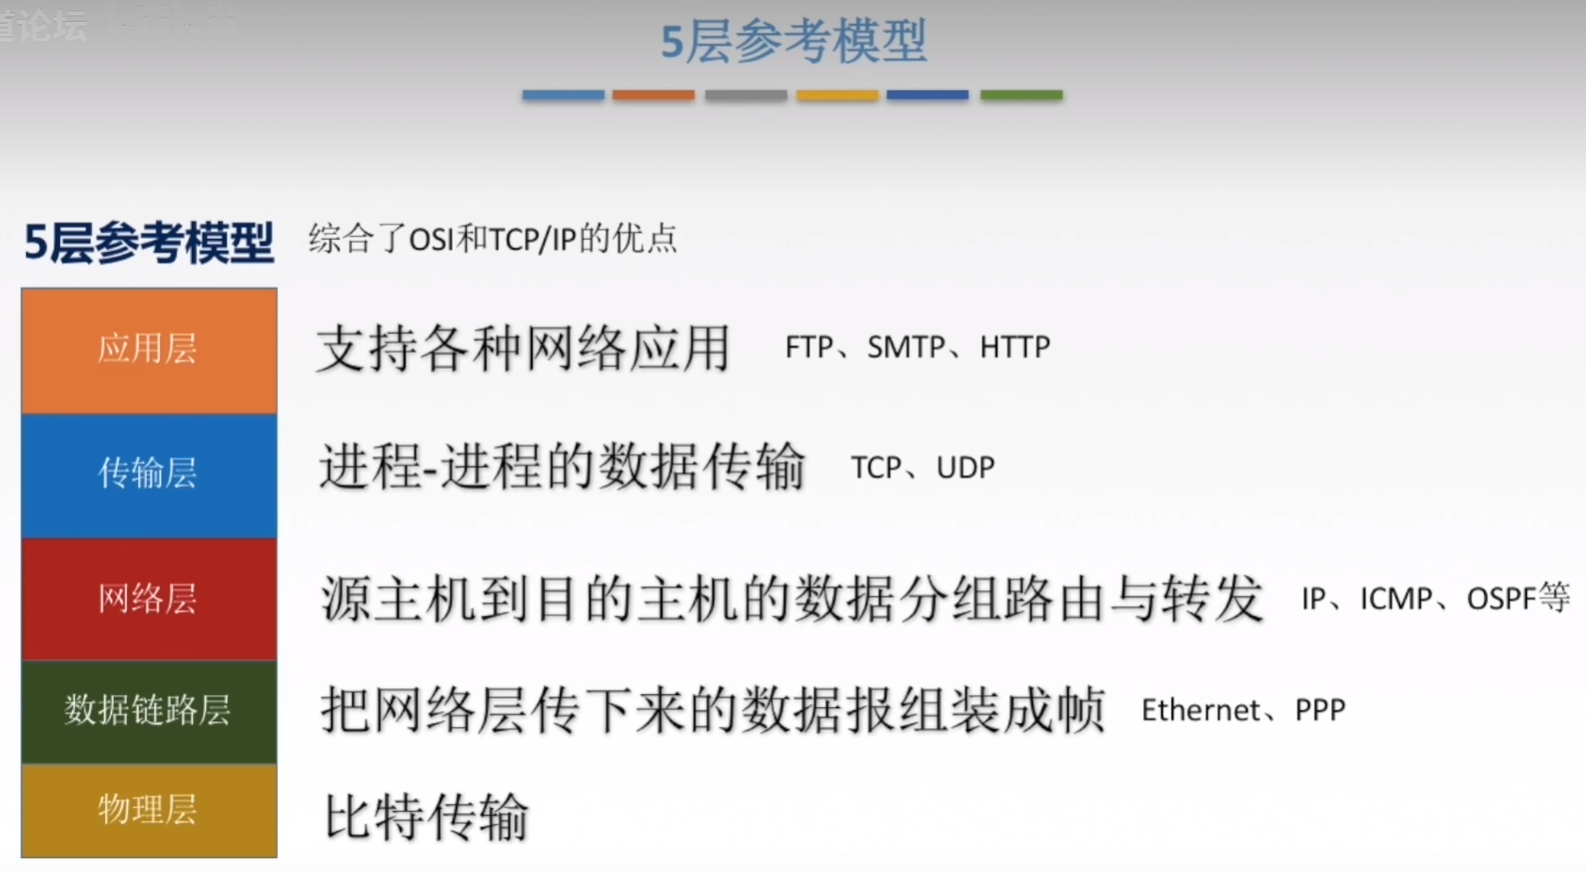 道论坛
5层参考模型
5层参考模型 综合了OSI和TCP/IP的优点
应用层 支持各种网络应用 FTP、SMTP、HTTP
传输层 进程-进程的数据传输 TCP、UDP
网络层 源主机到目的主机的数据分组路由与转发 IP、ICMP、OSPF等
数据链路层 把网络层传下来的数据报组装成帧 Ethernet、PPP
物理层 比特传输